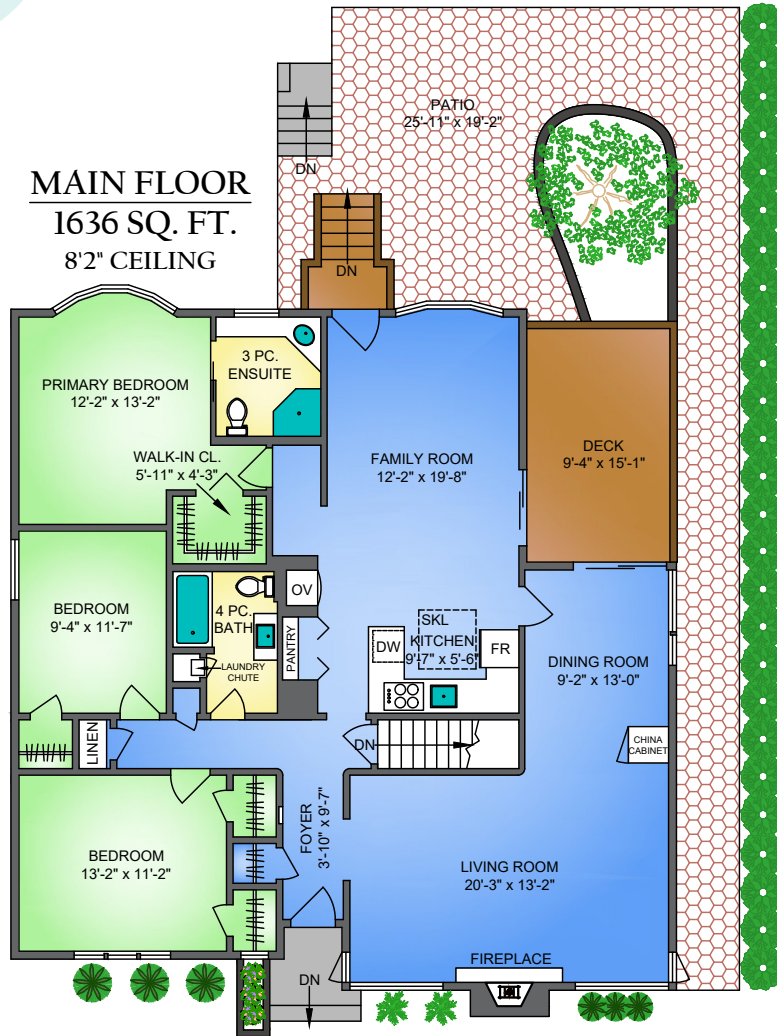 PATIO
25'-11" x 19'-2"
DN
MAIN FLOOR
1636 SQ. FT.
8'2" CEILING
DN
3 PC.
ENSUITE
PRIMARY BEDROOM
12'-2" x 13'-2"
WALK-IN CL.
5'-11" x 4'-3"
FAMILY ROOM
12'-2" x 19'-8"
DECK
9'-4" x 15'-1"
BEDROOM
9'-4" x 11'-7"
4 PC.
BATH
OV
PANTRY
LAUNDRY
CHUTE
SKL
KITCHEN
9'-7" x 5'-6"
DW
FR
DINING ROOM
9'-2" x 13'-0"
CHINA
CABINET
LINEN
DN
FOYER
3'-10" x 9'-7"
BEDROOM
13'-2" x 11'-2"
LIVING ROOM
20'-3" x 13'-2"
FIREPLACE
DN